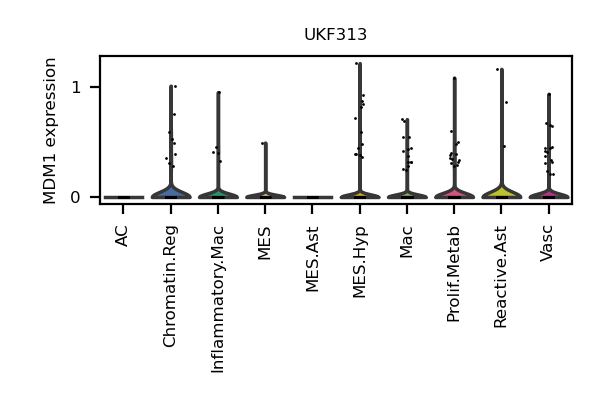 UKF313
MDM1 expression
1
0
AC
Chromatin.Reg
Inflammatory.Mac
MES
MES.Ast
MES.Hyp
Mac
Prolif.Metab
Reactive.Ast
Vasc